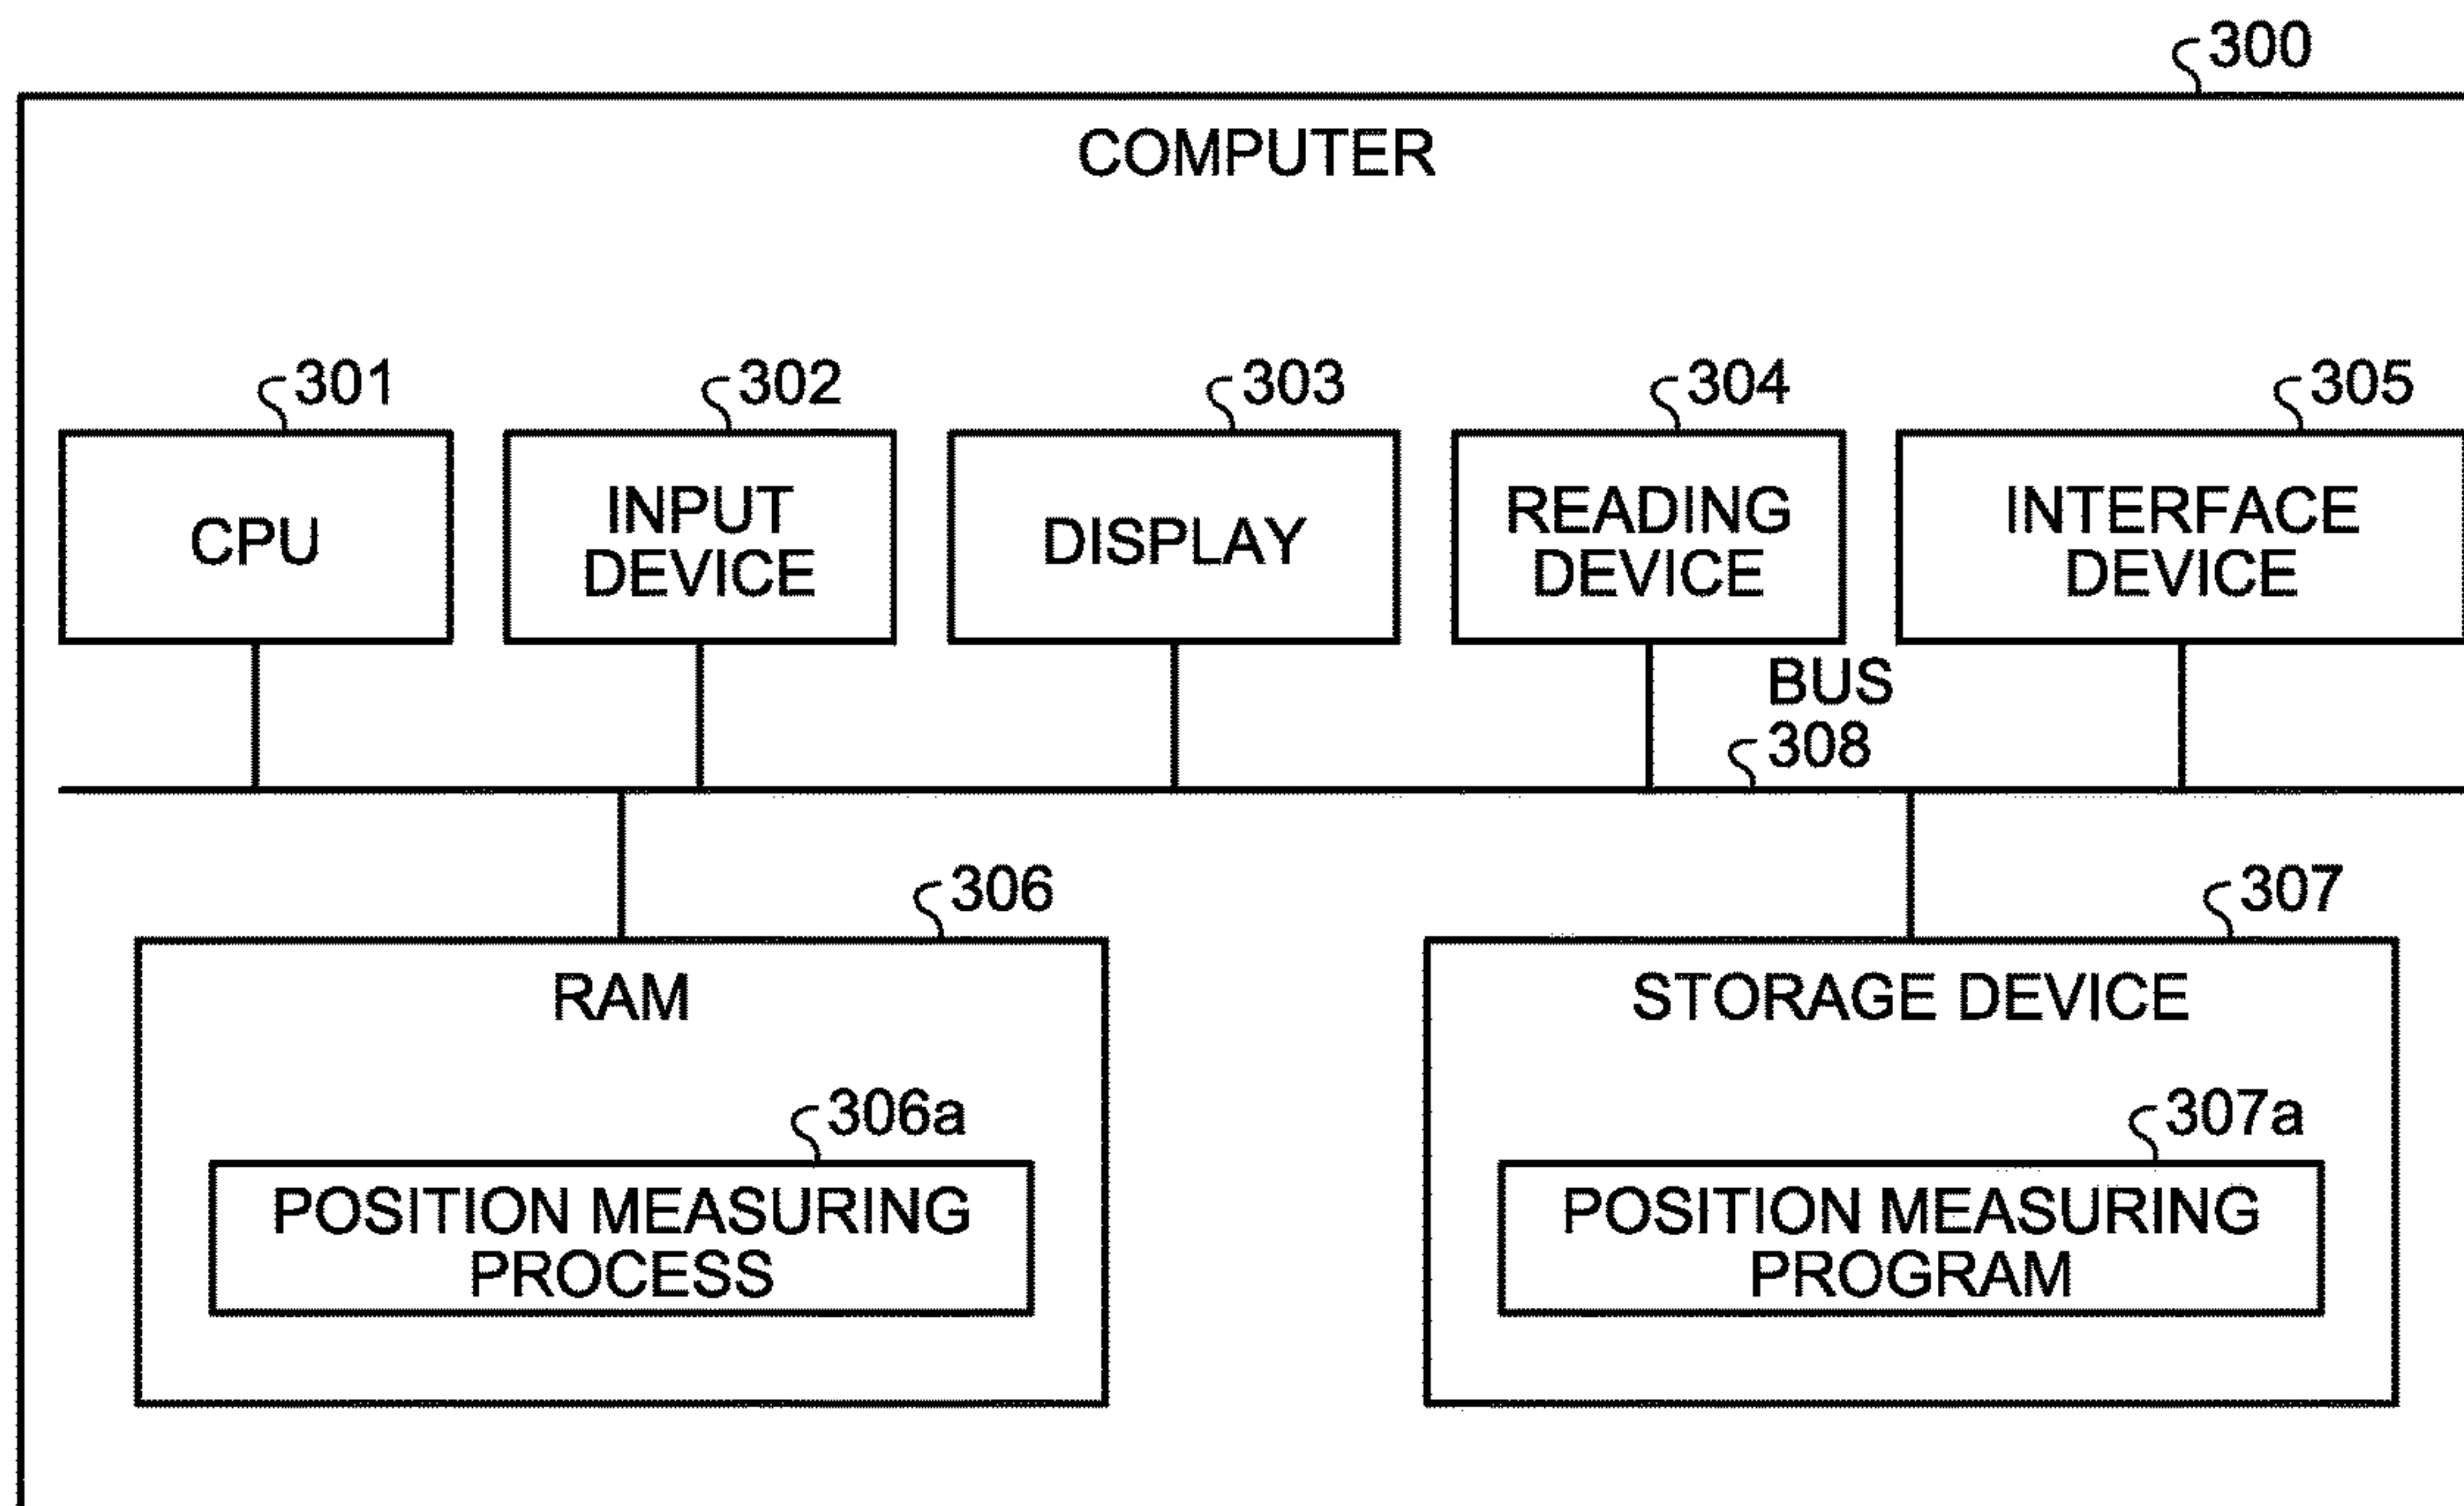 300
COMPUTER
301
302
303
304
305
CPU
INPUT
DEVICE
DISPLAY
READING
DEVICE
INTERFACE
DEVICE
BUS
308
306
307
RAM
STORAGE DEVICE
306a
307a
POSITION MEASURING
PROCESS
POSITION MEASURING
PROGRAM